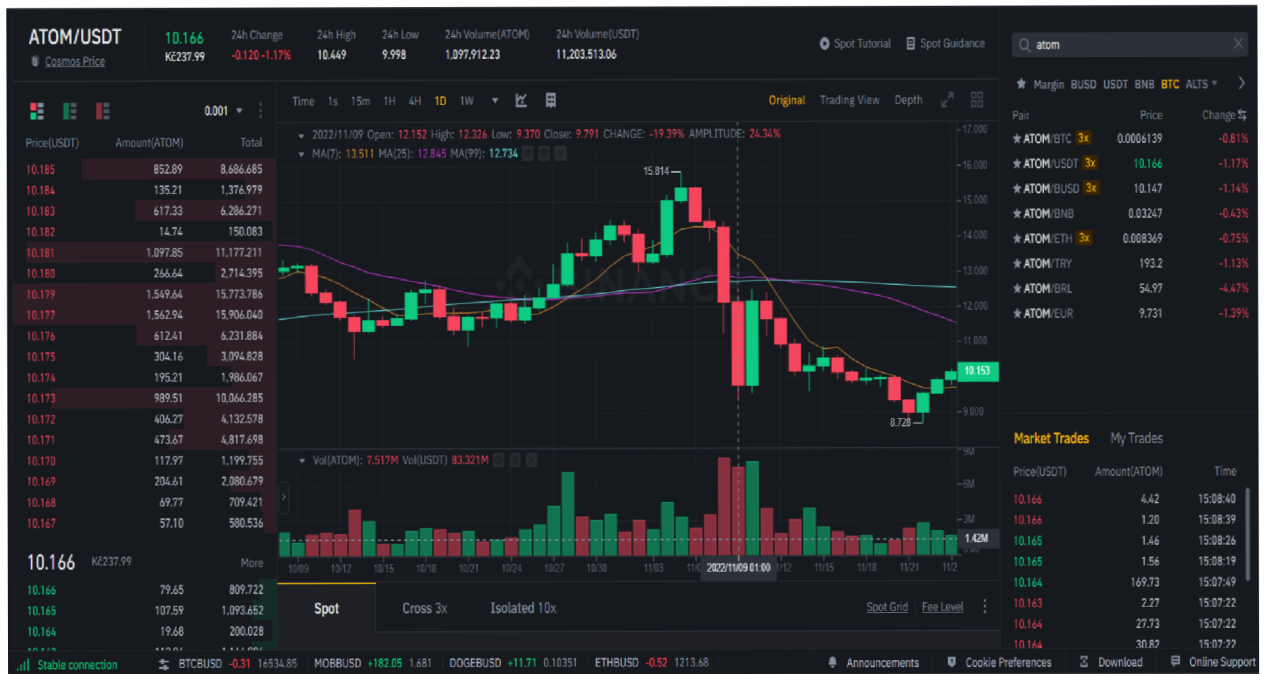 ATOM/USDT
Cosmos Price
10.166
Kč237.99
24h Change
-0.120 -1.17%
24h High
10.449
24h Low
9.998
24h Volume(ATOM)
1,097,912.23
24h Volume(USDT)
11,203,513.06
Spot Tutorial
Spot Guidance
0.001
Price(USDT) Amount(ATOM) Total
10.185 852.89 8,686.685
10.184 135.21 1,376.979
10.183 617.33 6,286.271
10.182 14.74 150.083
10.181 1,097.85 11,177.211
10.180 266.64 2,714.395
10.179 1,549.64 15,773.786
10.177 1,562.94 15,906.040
10.176 612.41 6,231.884
10.175 304.16 3,094.828
10.174 195.21 1,986.067
10.173 989.51 10,066.285
10.172 406.27 4,132.578
10.171 473.67 4,817.698
10.170 117.97 1,199.755
10.169 204.61 2,080.679
10.168 69.77 709.421
10.167 57.10 580.536
10.166 Kč237.99 More
10.166 79.65 809.722
10.165 107.59 1,093.652
10.164 19.68 200.028
Time 1s 15m 1H 4H 1D 1W
Original Trading View Depth
2022/11/09 Open: 12.152 High: 12.326 Low: 9.370 Close: 9.791 CHANGE: -19.39% AMPLITUDE: 24.34%
MA(7): 13.511 MA(25): 12.845 MA(99): 12.734
17.000
16.000
15.814
15.000
14.000
13.000
12.000
11.000
10.153
9.000
8.728
Vol(ATOM): 7.517M Vol(USDT) 83.321M
9M
6M
3M
1.42M
10/09 10/12 10/15 10/18 10/21 10/24 10/27 10/30 11/03 2022/11/09 01:00 11/15 11/18 11/21
Spot Cross 3x Isolated 10x
Spot Grid Fee Level
atom
Margin BUSD USDT BNB BTC ALTS
Pair Price Change
ATOM/BTC 3x 0.0006139 -0.81%
ATOM/USDT 3x 10.166 -1.17%
ATOM/BUSD 3x 10.147 -1.14%
ATOM/BNB 0.03247 -0.43%
ATOM/ETH 3x 0.008369 -0.75%
ATOM/TRY 193.2 -1.13%
ATOM/BRL 54.97 -4.47%
ATOM/EUR 9.731 -1.39%
Market Trades My Trades
Price(USDT) Amount(ATOM) Time
10.166 4.42 15:08:40
10.166 1.20 15:08:39
10.165 1.46 15:08:26
10.165 1.56 15:08:19
10.164 169.73 15:07:49
10.163 2.27 15:07:22
10.164 27.73 15:07:22
10.164 30.82 15:07:22
Stable connection
BTCBUSD -0.31 16534.85
MOBBUSD +182.05 1.681
DOGEBUSD +11.71 0.10351
ETHBUSD -0.52 1213.68
Announcements
Cookie Preferences
Download
Online Support